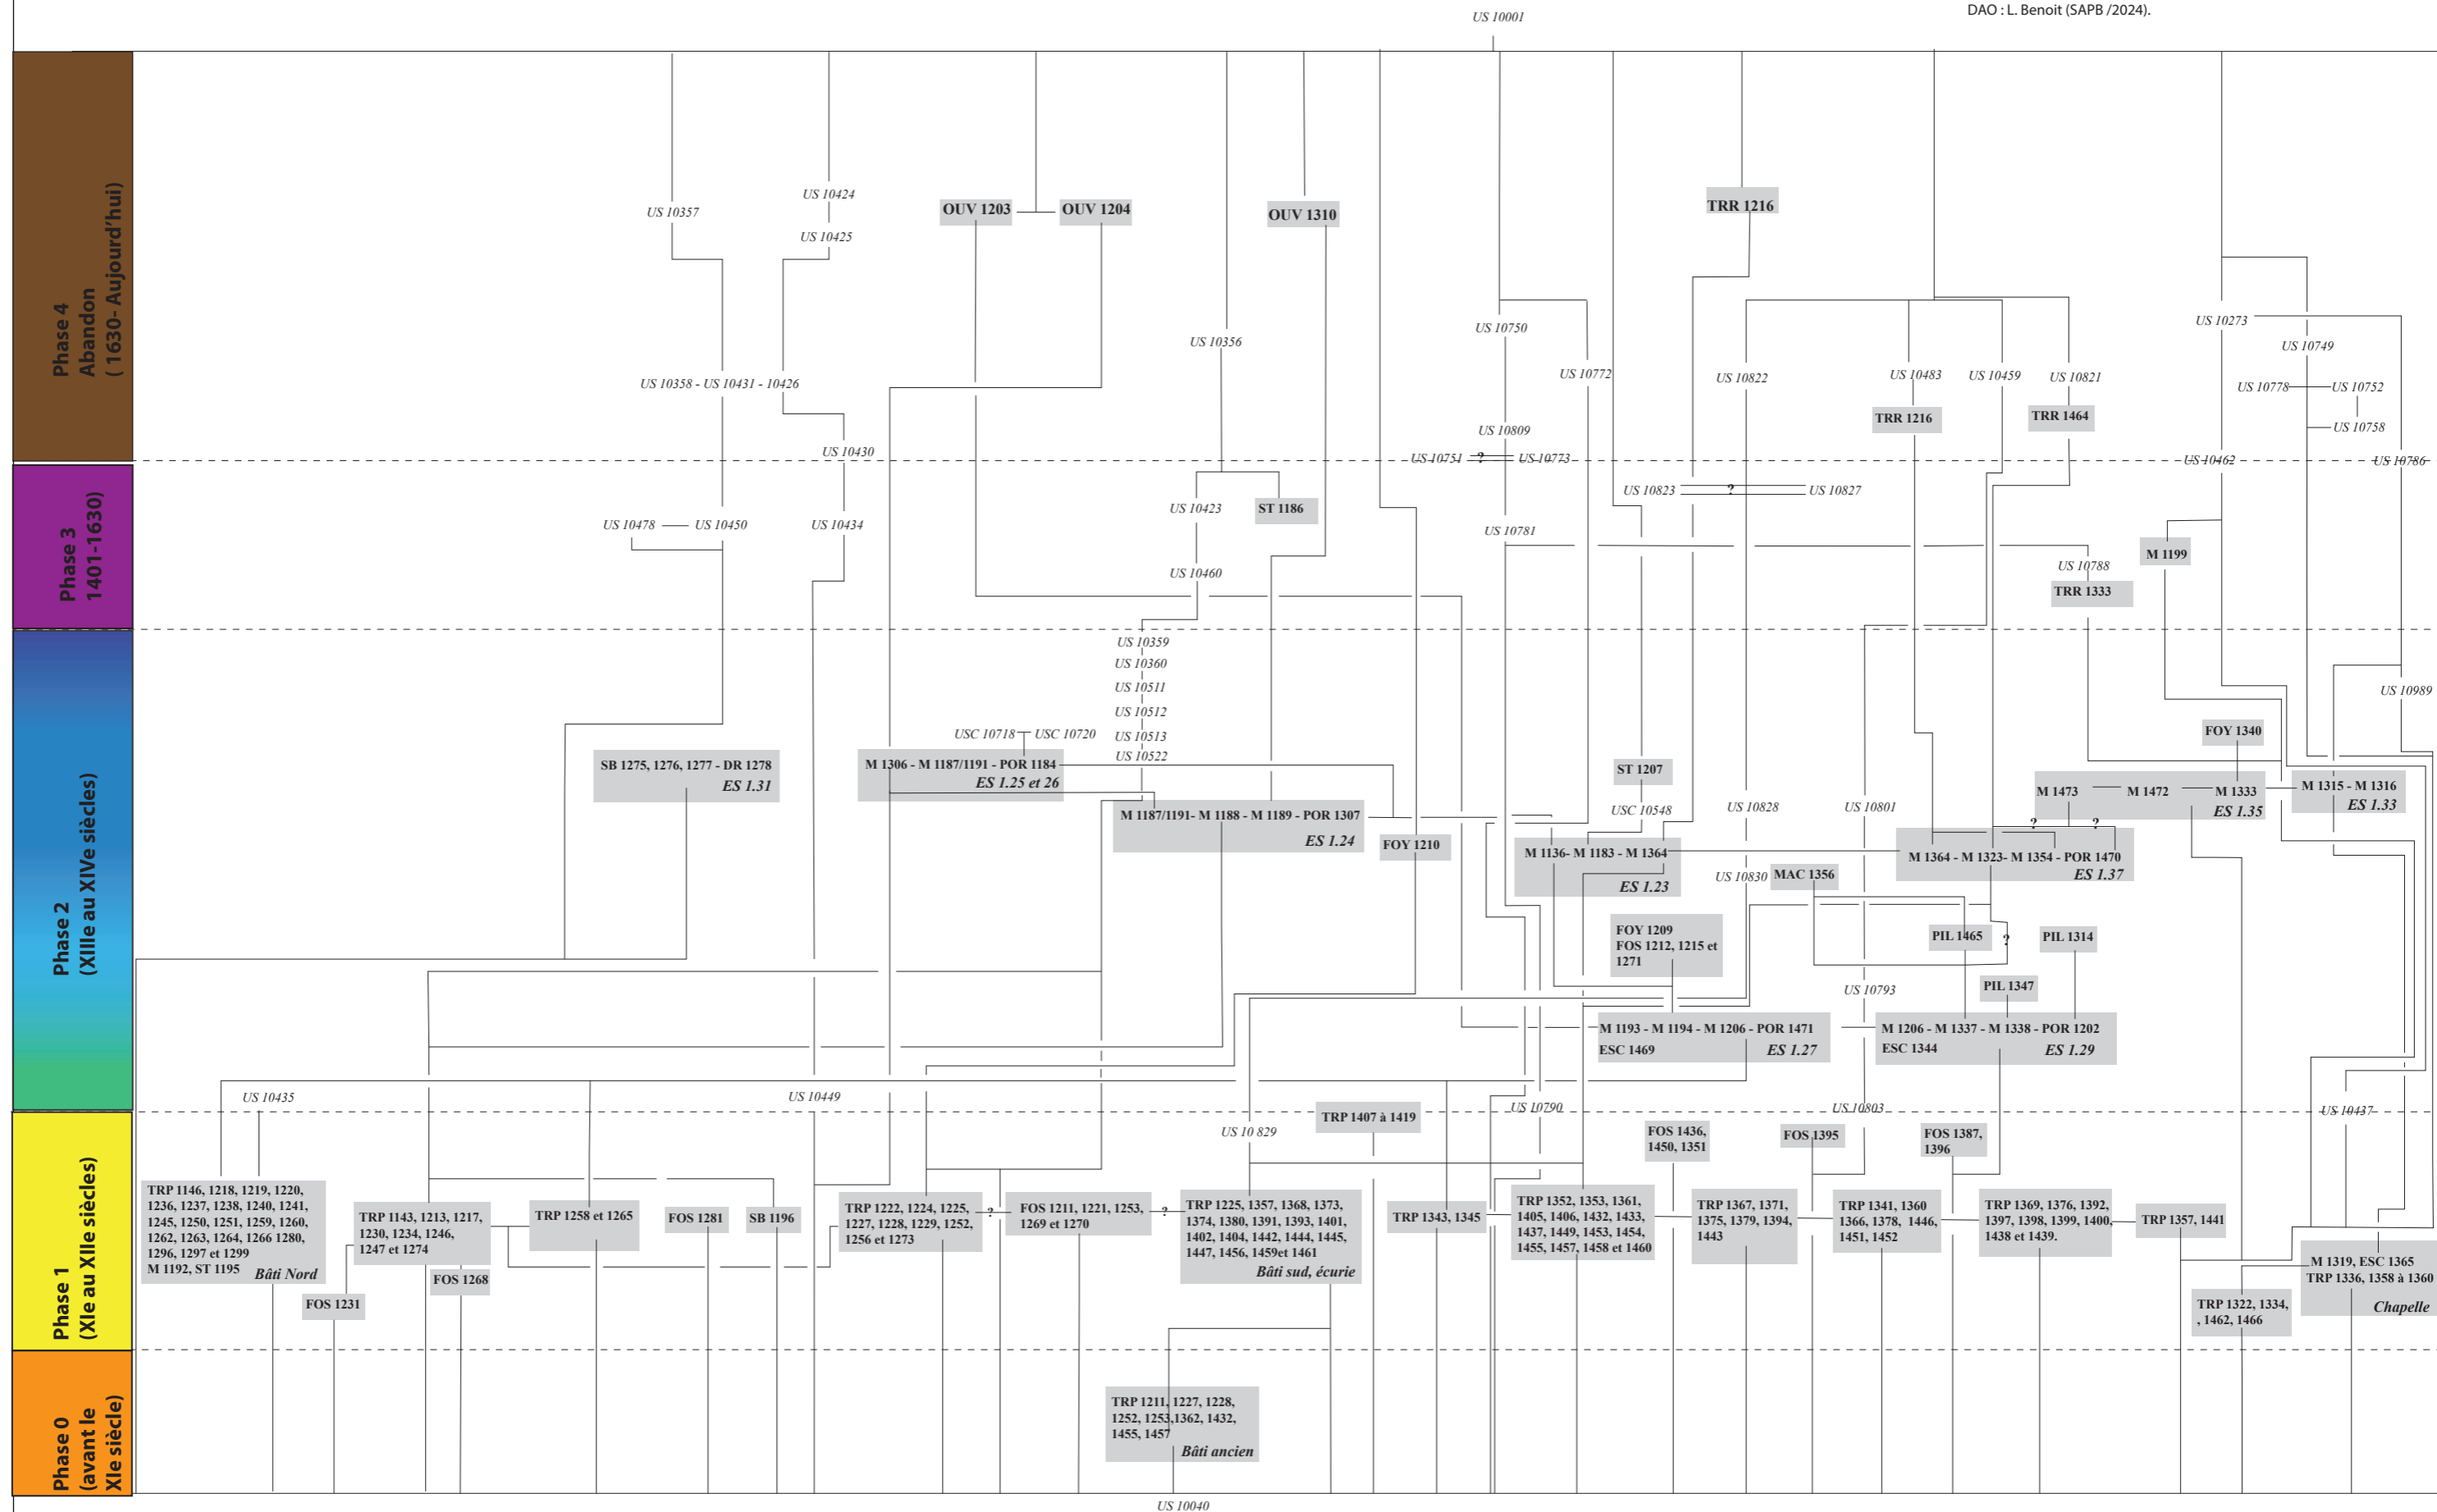 DAO : L. Benoit (SAPB /2024).
US 10001
Phase 4
Abandon
( 1630- Aujourd'hui)
US 10424
US 10357
US 10425
OUV 1203
OUV 1204
OUV 1310
TRR 1216
US 10356
US 10750
US 10273
US 10749
US 10358 - US 10431 - 10426
US 10772
US 10822
US 10483
US 10459
US 10821
US 10778
US 10752
TRR 1216
TRR 1464
US 10758
US 10809
US 10430
US 10751
?
US 10773
US 10462
US 10786
Phase 3
1401-1630)
US 10823
?
US 10827
US 10423
ST 1186
US 10478
US 10450
US 10434
US 10781
M 1199
US 10788
US 10460
TRR 1333
Phase 2
(XIIIe au XIVe siècles)
US 10359
US 10360
US 10511
US 10512
US 10513
US 10522
US 10989
USC 10718
USC 10720
FOY 1340
SB 1275, 1276, 1277 - DR 1278
ES 1.31
M 1306 - M 1187/1191 - POR 1184
ES 1.25 et 26
ST 1207
M 1473
M 1472
M 1333
ES 1.35
M 1315 - M 1316
ES 1.33
USC 10548
US 10828
US 10801
M 1187/1191- M 1188 - M 1189 - POR 1307
ES 1.24
?
?
FOY 1210
M 1136- M 1183 - M 1364
ES 1.23
M 1364 - M 1323- M 1354 - POR 1470
ES 1.37
US 10830
MAC 1356
FOY 1209
FOS 1212, 1215 et
1271
PIL 1465
?
PIL 1314
US 10793
PIL 1347
M 1193 - M 1194 - M 1206 - POR 1471
ESC 1469
ES 1.27
M 1206 - M 1337 - M 1338 - POR 1202
ESC 1344
ES 1.29
US 10435
US 10449
US 10790
US 10803
US 10437
Phase 1
(XIe au XIIe siècles)
TRP 1407 à 1419
US 10 829
FOS 1436,
1450, 1351
FOS 1395
FOS 1387,
1396
TRP 1146, 1218, 1219, 1220,
1236, 1237, 1238, 1240, 1241,
1245, 1250, 1251, 1259, 1260,
1262, 1263, 1264, 1266 1280,
1296, 1297 et 1299
M 1192, ST 1195
Bâti Nord
TRP 1143, 1213, 1217,
1230, 1234, 1246,
1247 et 1274
TRP 1258 et 1265
FOS 1281
SB 1196
TRP 1222, 1224, 1225,
1227, 1228, 1229, 1252,
1256 et 1273
?
FOS 1211, 1221, 1253,
1269 et 1270
?
TRP 1225, 1357, 1368, 1373,
1374, 1380, 1391, 1393, 1401,
1402, 1404, 1442, 1444, 1445,
1447, 1456, 1459et 1461
Bâti sud, écurie
TRP 1343, 1345
TRP 1352, 1353, 1361,
1405, 1406, 1432, 1433,
1437, 1449, 1453, 1454,
1455, 1457, 1458 et 1460
TRP 1367, 1371,
1375, 1379, 1394,
1443
TRP 1341, 1360
1366, 1378, 1446,
1451, 1452
TRP 1369, 1376, 1392,
1397, 1398, 1399, 1400,
1438 et 1439.
TRP 1357, 1441
FOS 1268
FOS 1231
M 1319, ESC 1365
TRP 1336, 1358 à 1360
Chapelle
TRP 1322, 1334,
, 1462, 1466
Phase 0
(avant le
XIe siècle)
TRP 1211, 1227, 1228,
1252, 1253,1362, 1432,
1455, 1457
Bâti ancien
US 10040